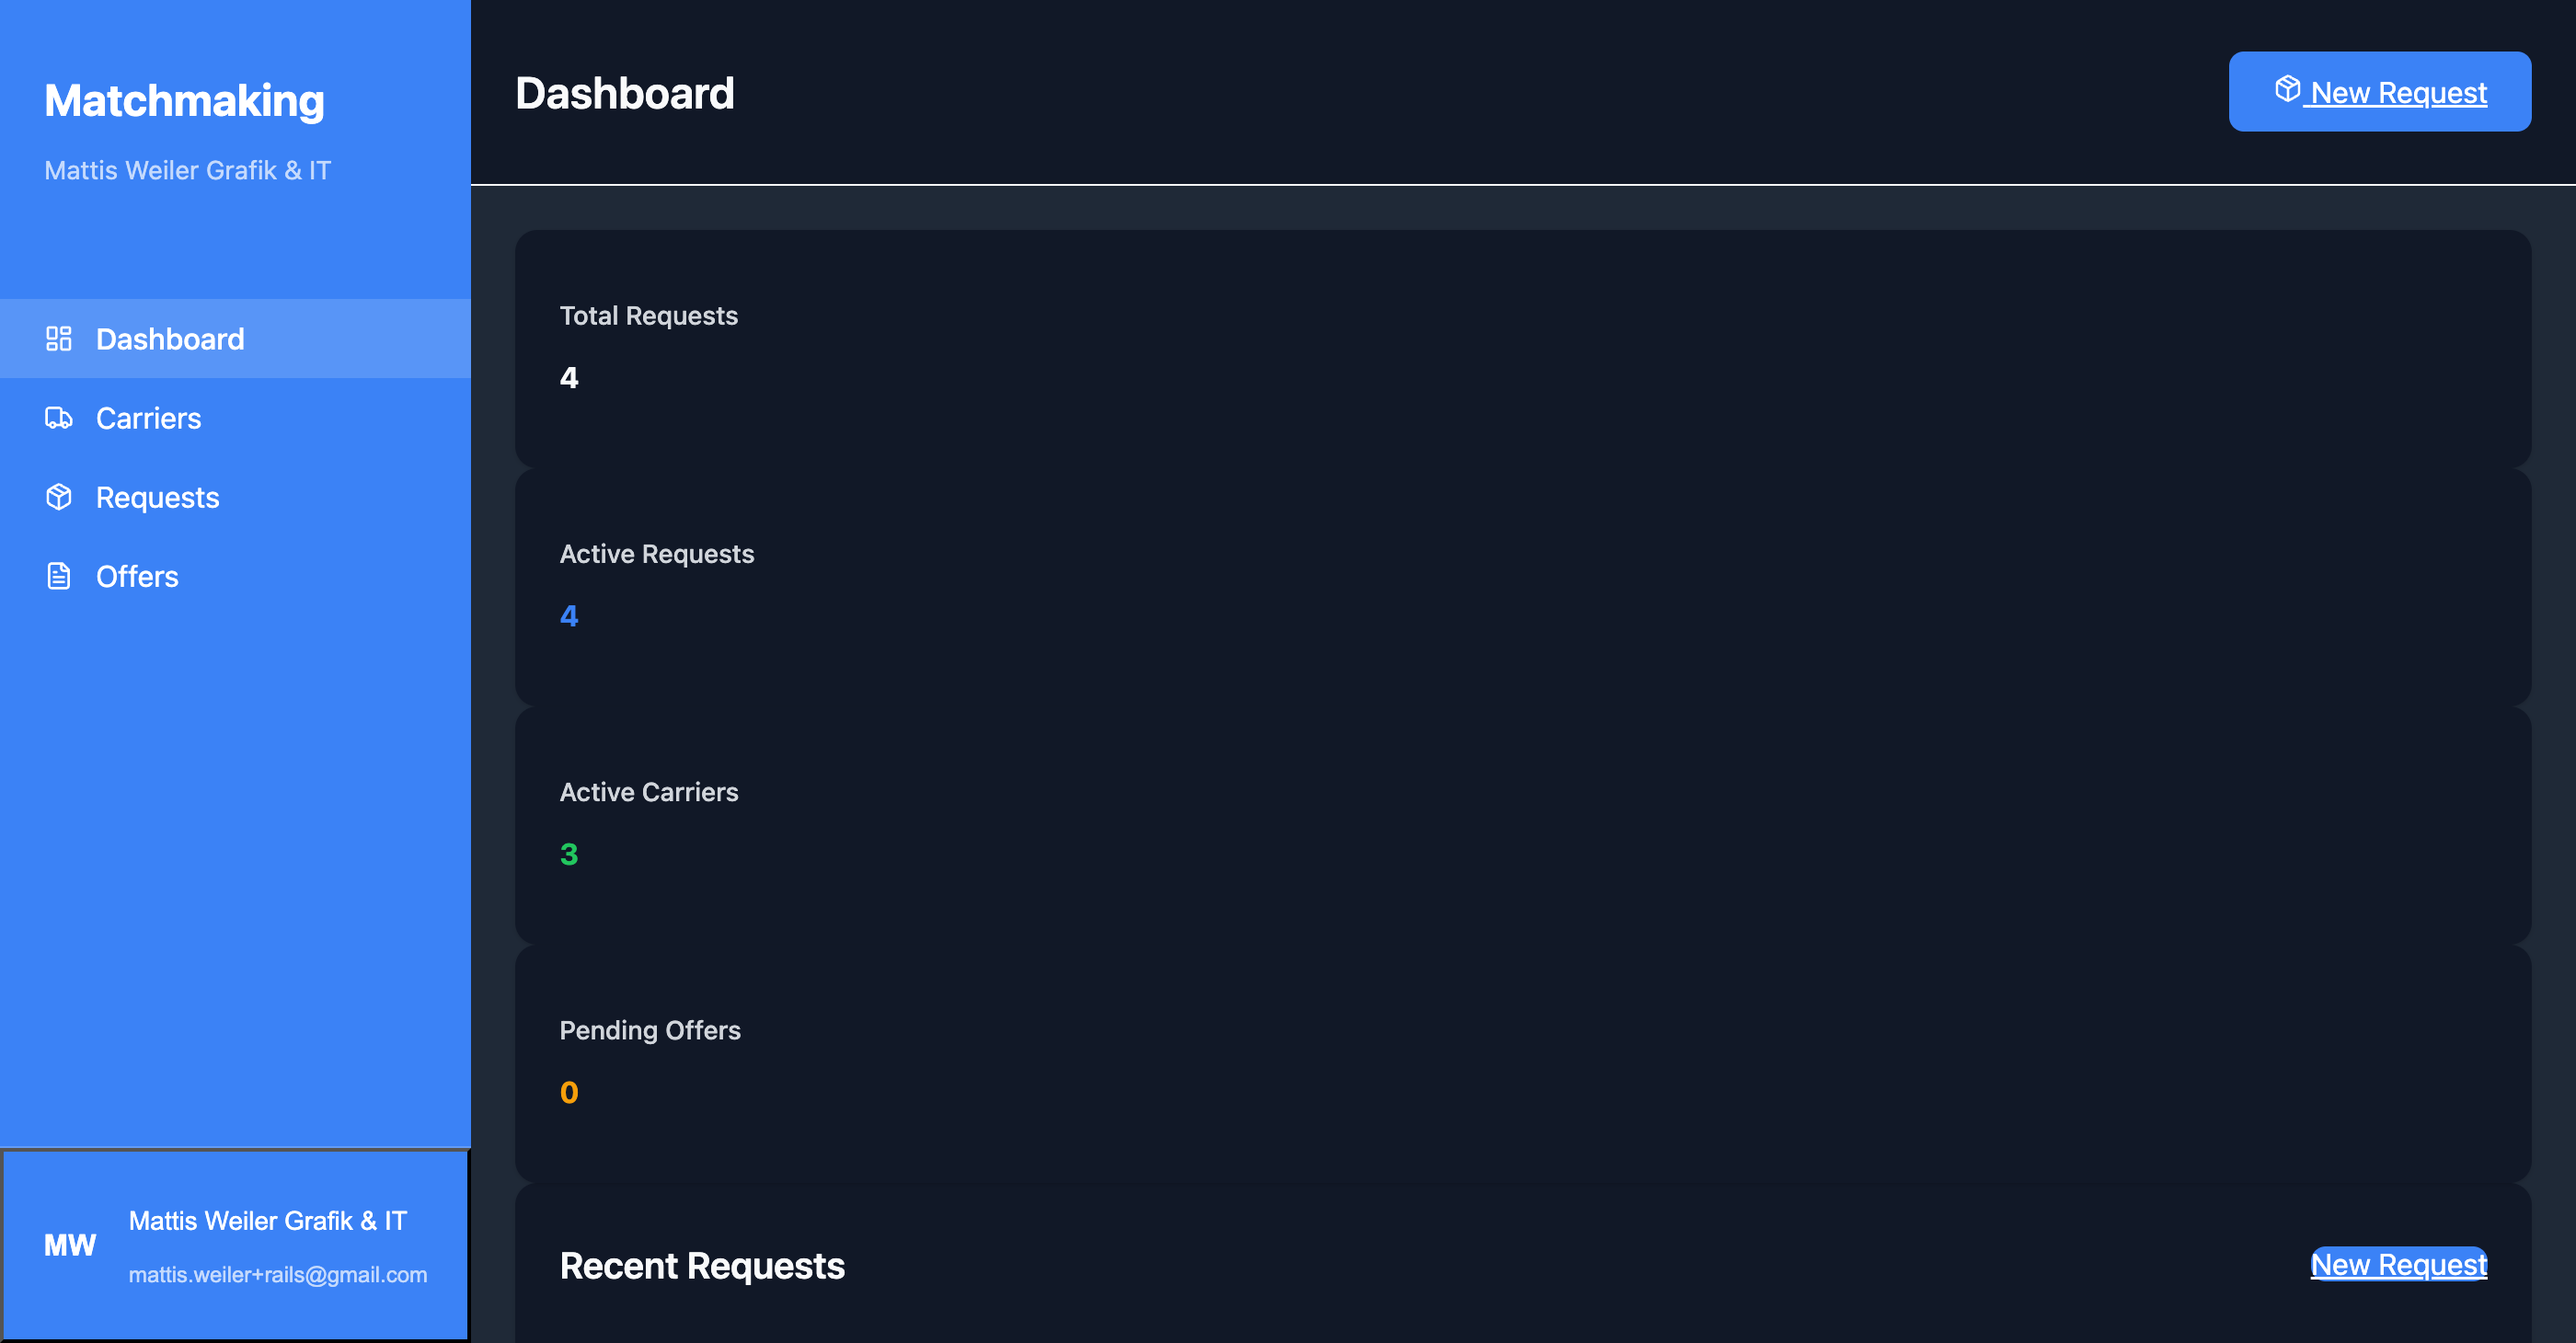 Matchmaking
Mattis Weiler Grafik & IT
Dashboard
Carriers
Requests
Offers
MW
Mattis Weiler Grafik & IT
mattis.weiler+rails@gmail.com
Dashboard
New Request
Total Requests
4
Active Requests
4
Active Carriers
3
Pending Offers
0
Recent Requests
New Request